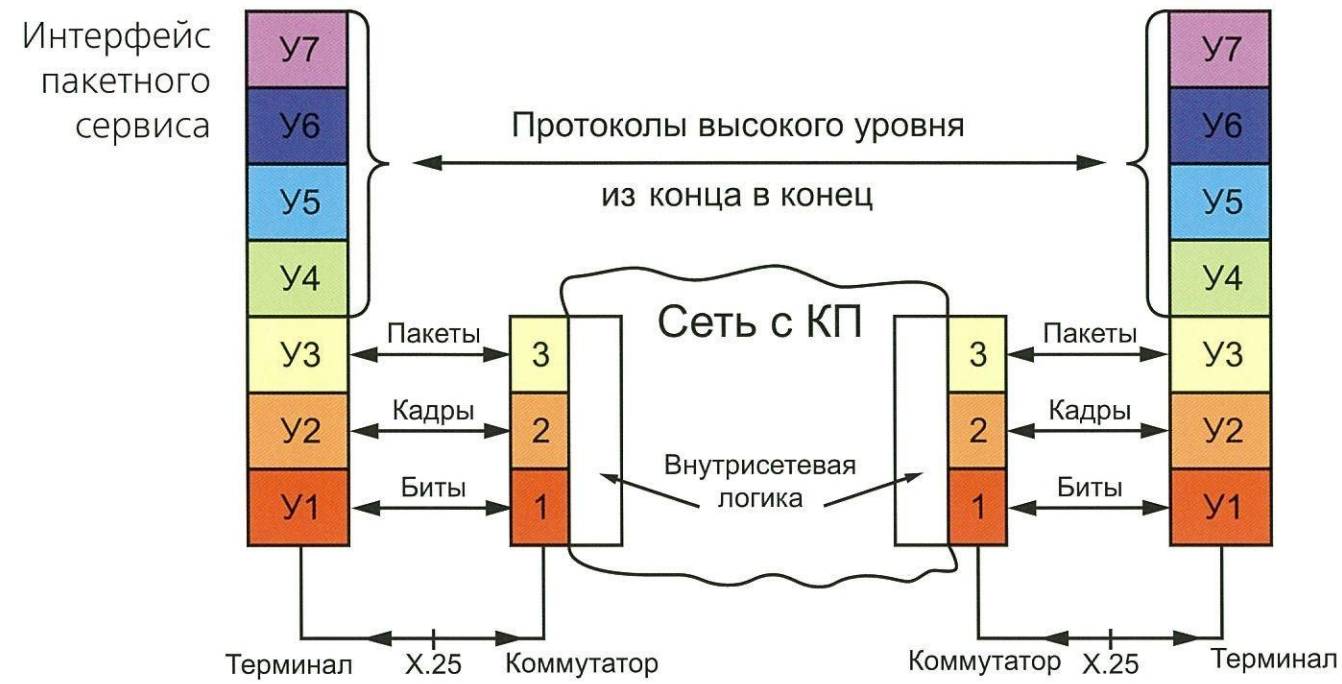 Интерфейс
пакетного
сервиса
У7
У6
У5
У4
У3
У2
У1
Протоколы высокого уровня
из конца в конец
У7
У6
У5
У4
У3
У2
У1
Сеть с КП
Пакеты
3
3
Пакеты
Кадры
2
2
Кадры
Биты
1
1
Биты
Внутрисетевая
логика
Терминал
X.25
Коммутатор
Коммутатор
X.25
Терминал